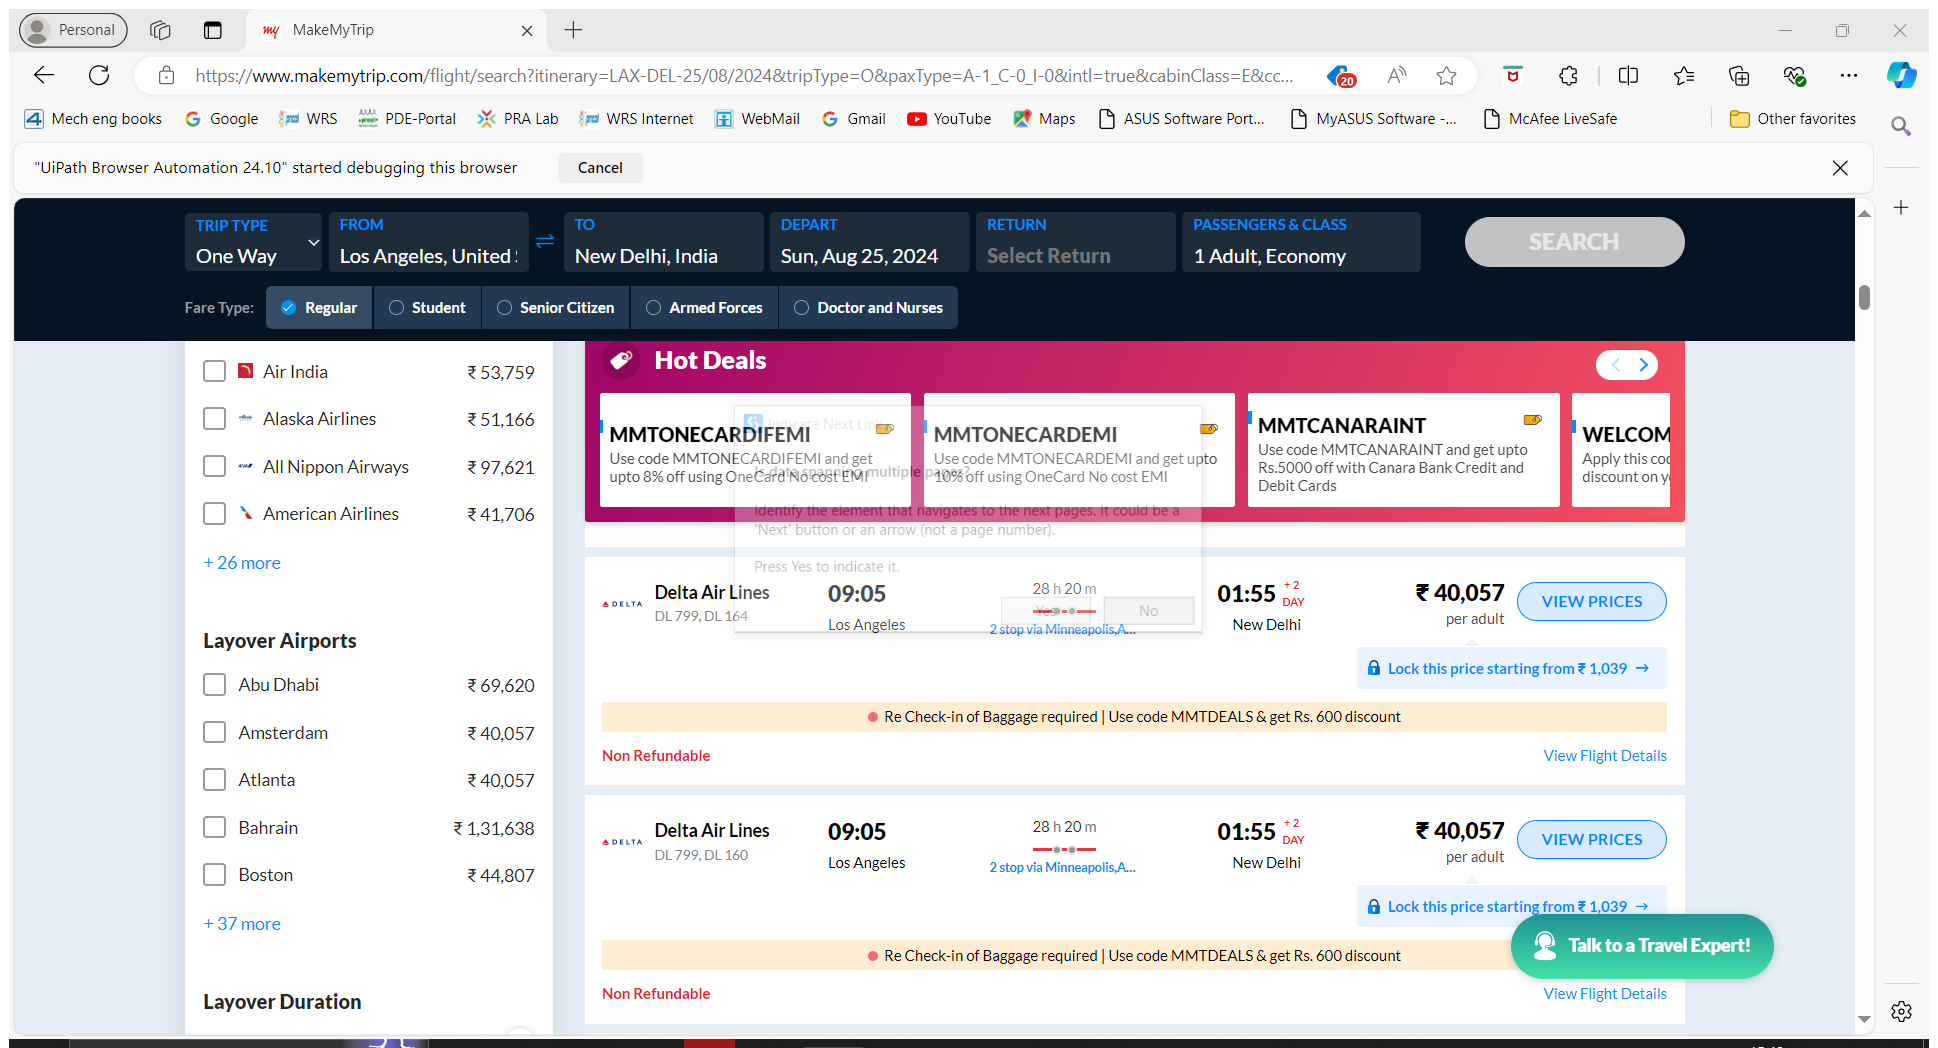 Personal
MakeMyTrip
https://www.makemytrip.com/flight/search?itinerary=LAX-DEL-25/08/2024&tripType=O&paxType=A-1_C-0_I-0&intl=true&cabinClass=E&cc...
20
Mech eng books
Google
WRS
PDE-Portal
PRA Lab
WRS Internet
WebMail
Gmail
YouTube
Maps
ASUS Software Port...
MyASUS Software -...
McAfee LiveSafe
Other favorites
"UiPath Browser Automation 24.10" started debugging this browser
Cancel
TRIP TYPE
One Way
FROM
Los Angeles, United
TO
New Delhi, India
DEPART
Sun, Aug 25, 2024
RETURN
Select Return
PASSENGERS & CLASS
1 Adult, Economy
SEARCH
Fare Type:
Regular
Student
Senior Citizen
Armed Forces
Doctor and Nurses
Air India ₹ 53,759
Alaska Airlines ₹ 51,166
All Nippon Airways ₹ 97,621
American Airlines ₹ 41,706
+ 26 more
Layover Airports
Abu Dhabi ₹ 69,620
Amsterdam ₹ 40,057
Atlanta ₹ 40,057
Bahrain ₹ 1,31,638
Boston ₹ 44,807
+ 37 more
Layover Duration
Hot Deals
MMTONECARDIFEMI
Use code MMTONECARDIFEMI and get
upto 8% off using OneCard No cost EMI
MMTONECARDEMI
Use code MMTONECARDEMI and get upto
10% off using OneCard No cost EMI
MMTCANARAINT
Use code MMTCANARAINT and get upto
Rs.5000 off with Canara Bank Credit and
Debit Cards
WELCOM
Apply this
discount on
Indicate Next
Is data spanning multiple pages?
Identify the element that navigates to the next pages. It could be a
'Next' button or an arrow (not a page number).
Press Yes to indicate it.
Yes
No
DELTA
Delta Air Lines
DL 799, DL 164
09:05
Los Angeles
28 h 20 m
2 stop via Minneapolis,A...
01:55
+ 2
DAY
New Delhi
₹ 40,057
per adult
VIEW PRICES
Lock this price starting from ₹ 1,039 →
Re Check-in of Baggage required | Use code MMTDEALS & get Rs. 600 discount
Non Refundable
View Flight Details
DELTA
Delta Air Lines
DL 799, DL 160
09:05
Los Angeles
28 h 20 m
2 stop via Minneapolis,A...
01:55
+ 2
DAY
New Delhi
₹ 40,057
per adult
VIEW PRICES
Lock this price starting from ₹ 1,039 →
Re Check-in of Baggage required | Use code MMTDEALS & get Rs. 600 discount
Non Refundable
View Flight Details
Talk to a Travel Expert!